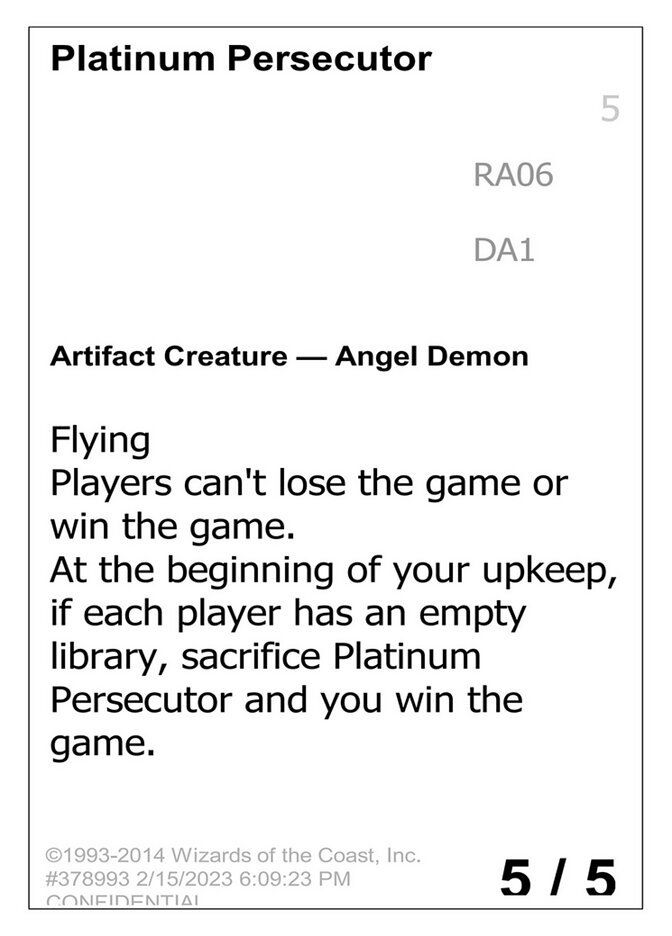 Platinum Persecutor
5
RA06
DA1
Artifact Creature — Angel Demon
Flying
Players can't lose the game or
win the game.
At the beginning of your upkeep,
if each player has an empty
library, sacrifice Platinum
Persecutor and you win the
game.
©1993-2014 Wizards of the Coast, Inc.
#378993 2/15/2023 6:09:23 PM
CONFIDENTIAL
5 / 5